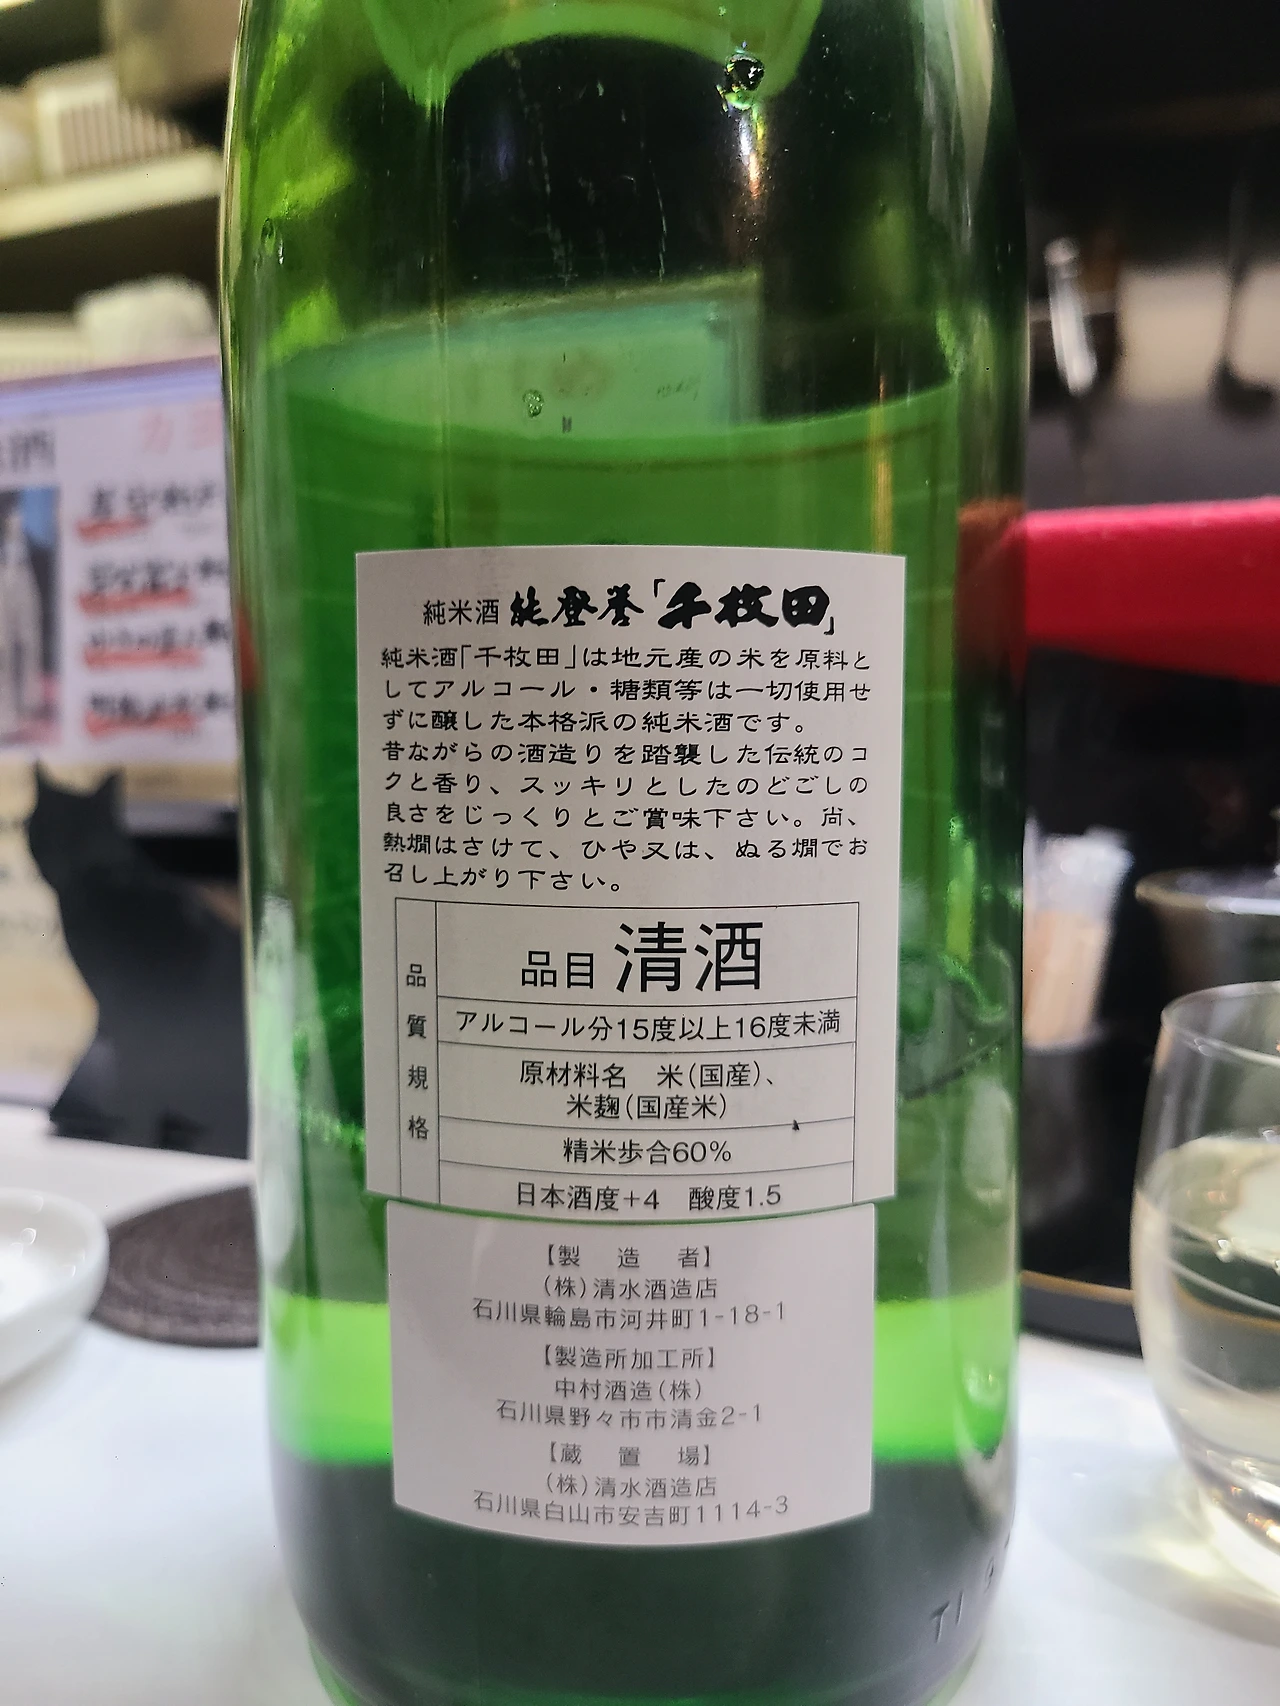 純米酒 能登誉「千枚田」
純米酒「千枚田」は地元産の米を原料と
してアルコール・糖類等は一切使用せ
ずに醸した本格派の純米酒です。
昔ながらの酒造りを踏襲した伝統のコ
クと香り、スッキリとしたのどごしの
良さをじっくりとご賞味下さい。尚、
熱燗はさけて、ひや又は、ぬる燗でお
召し上がり下さい。
品質規格
品目 清酒
アルコール分15度以上16度未満
原材料名 米(国産)、
米麹(国産米)
精米歩合60%
日本酒度+4 酸度1.5
【製造者】
(株)清水酒造店
石川県輪島市河井町1-18-1
【製造所加工所】
中村酒造(株)
石川県野々市市清金2-1
【蔵置場】
(株)清水酒造店
石川県白山市安吉町1114-3
酒